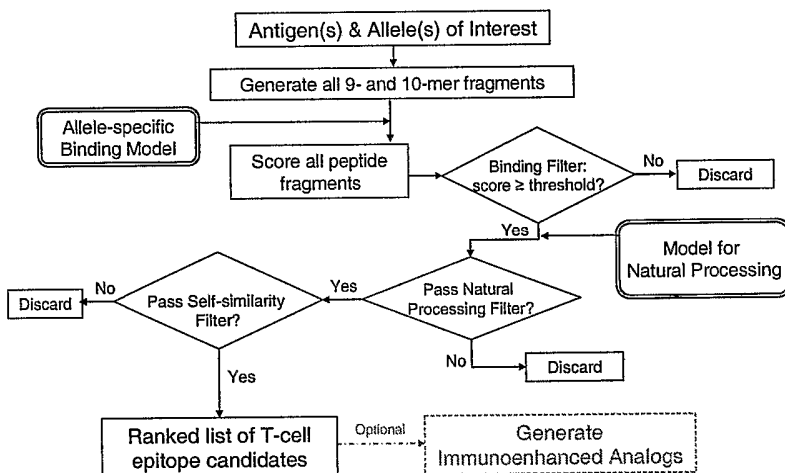 Antigen(s) & Allele(s) of Interest
Generate all 9- and 10-mer fragments
Allele-specific
Binding Model
Score all peptide
fragments
Binding Filter:
score ≥ threshold?
No
Discard
Yes
Model for
Natural Processing
Pass Natural
Processing Filter?
Yes
No
Discard
Pass Self-similarity
Filter?
No
Discard
Yes
Ranked list of T-cell
epitope candidates
Optional
Generate
Immunoenhanced Analogs